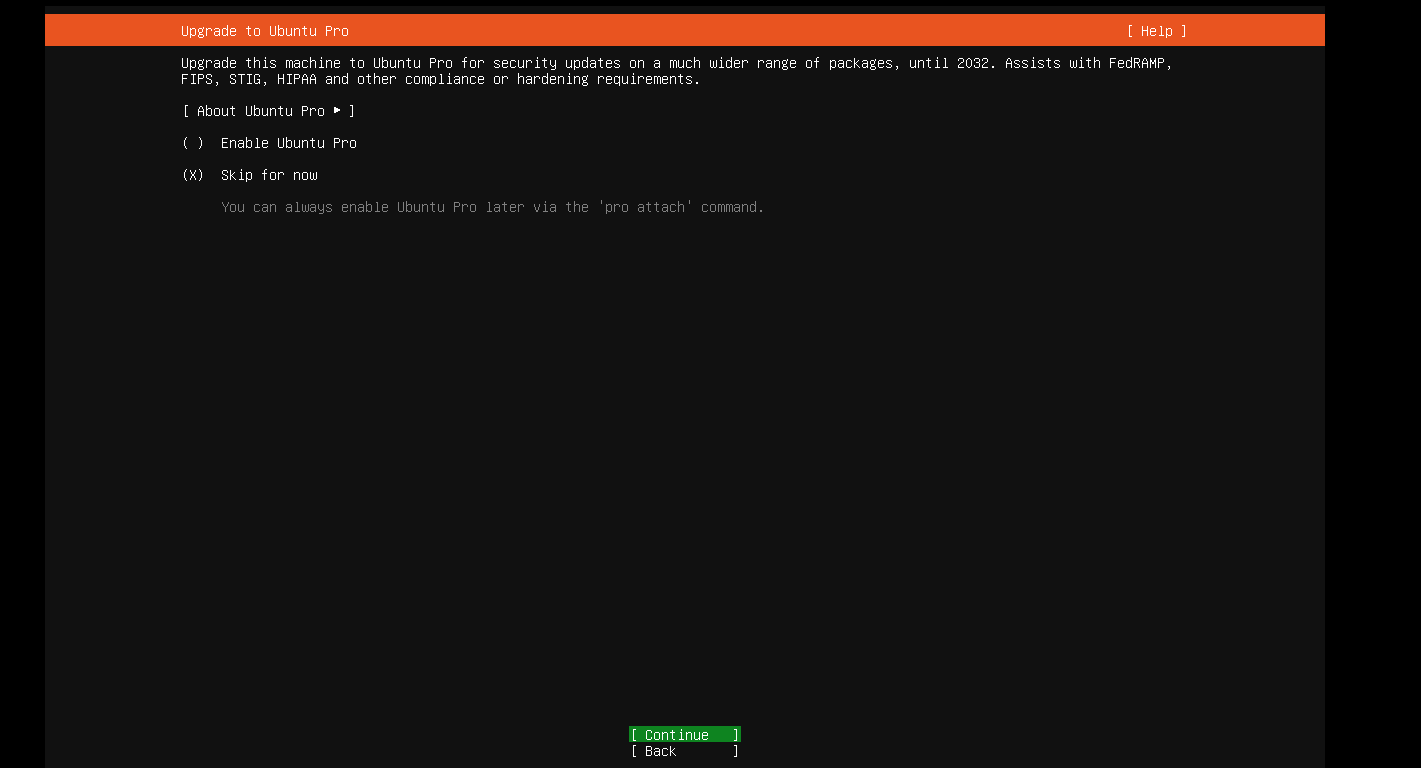 Upgrade to Ubuntu Pro [ Help ]
Upgrade this machine to Ubuntu Pro for security updates on a much wider range of packages, until 2032. Assists with FedRAMP,
FIPS, STIG, HIPAA and other compliance or hardening requirements.
[ About Ubuntu Pro ▸ ]
( ) Enable Ubuntu Pro
(X) Skip for now
You can always enable Ubuntu Pro later via the 'pro attach' command.
[ Continue ]
[ Back ]